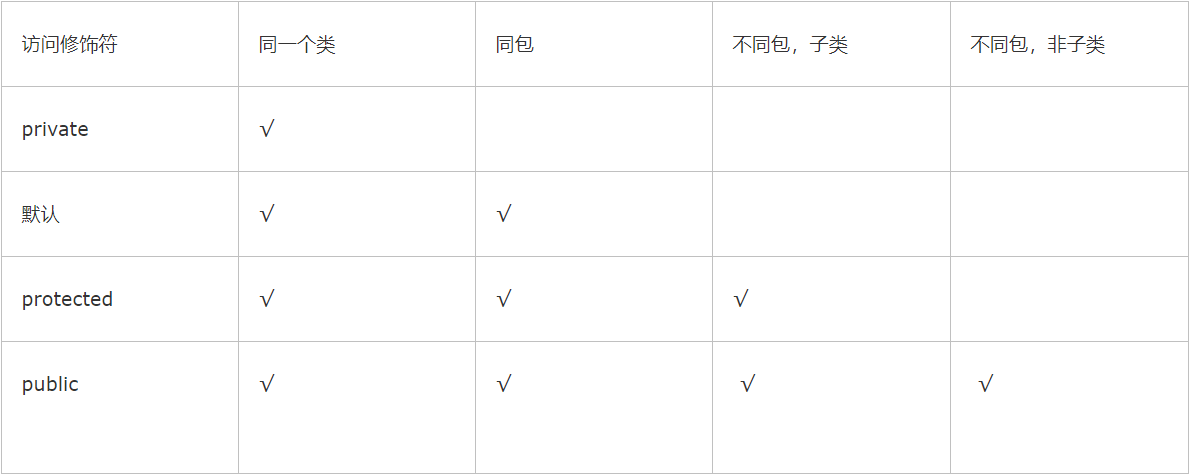 访问修饰符 同一个类 同包 不同包，子类 不同包，非子类
private √
默认 √ √
protected √ √ √
public √ √ √ √